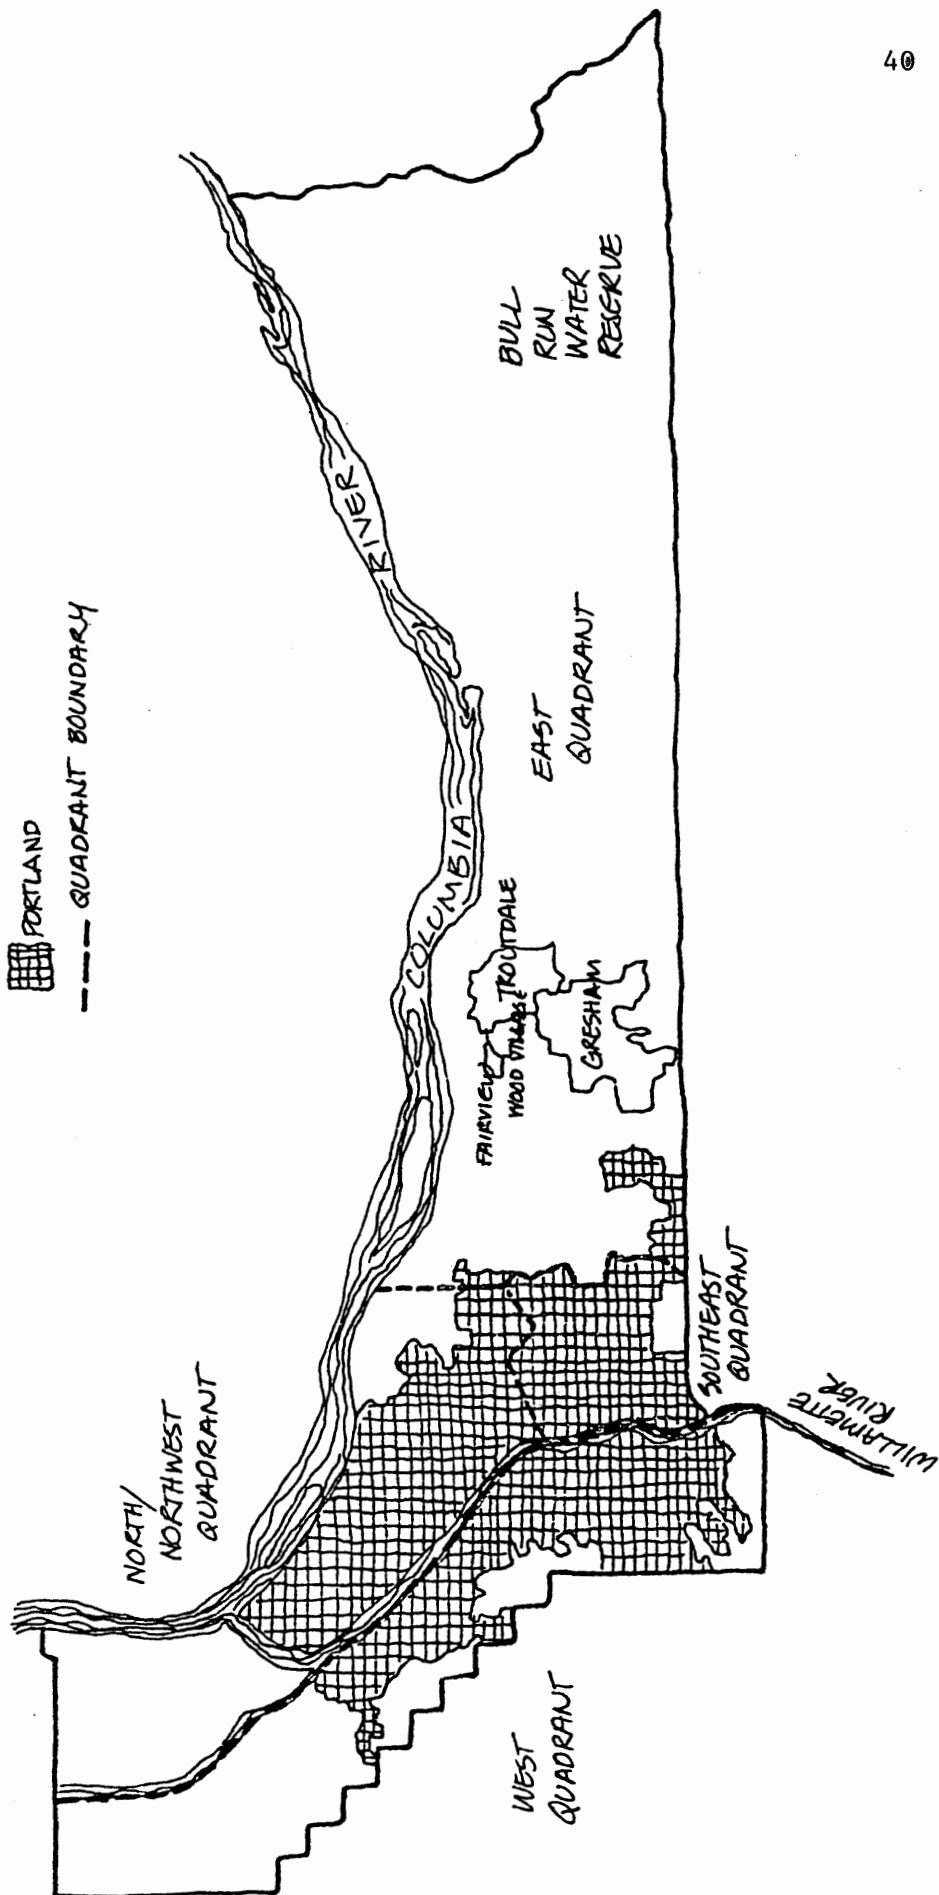 40
PORTLAND
QUADRANT BOUNDARY
COLUMBIA RIVER
BULL
RUN
WATER
RESERVE
EAST
QUADRANT
FAIRVIEW
WOOD VILLAGE
TROUTDALE
GRESHAM
NORTH/
NORTHWEST
QUADRANT
SOUTHEAST
QUADRANT
WILLAMETTE
RIVER
WEST
QUADRANT